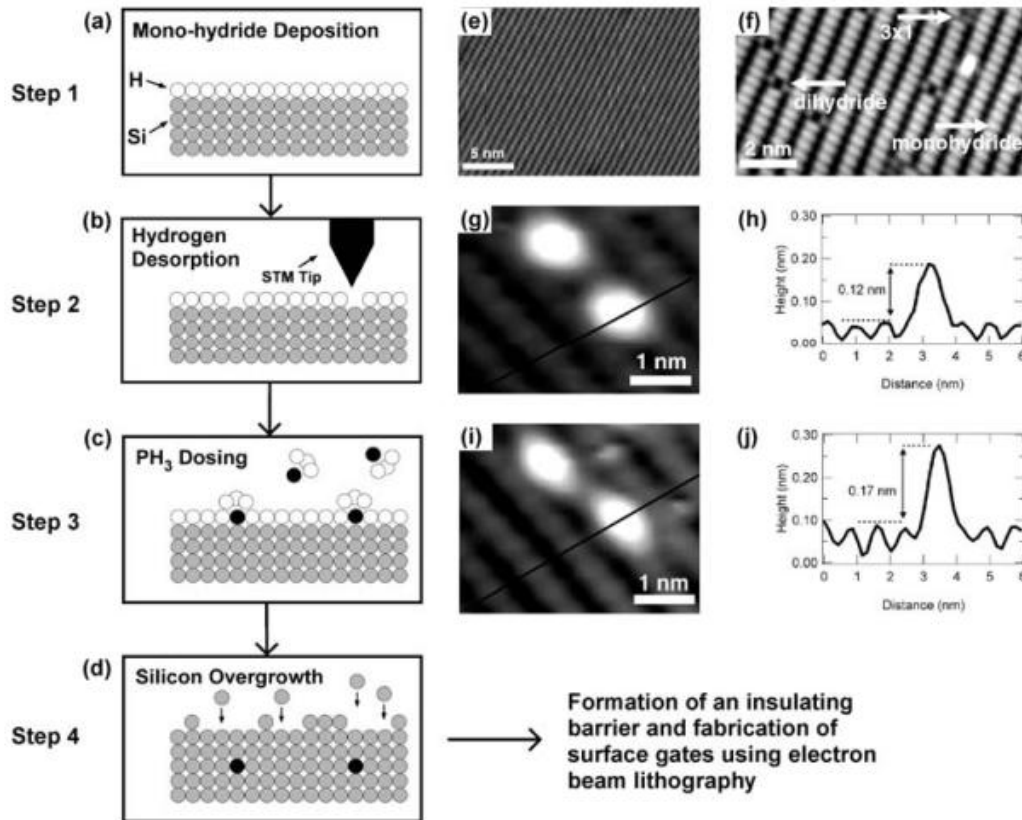 (a)
Mono-hydride Deposition
Step 1
H
Si
(b)
Hydrogen
Desorption
STM Tip
Step 2
(c)
PH₃ Dosing
Step 3
(d)
Silicon Overgrowth
Step 4
(e)
5 nm
(f)
3x1
dihydride
monohydride
2 nm
(g)
1 nm
(h)
0.30
0.20
0.10
0.00
Height (nm)
0.12 nm
0 1 2 3 4 5 6
Distance (nm)
(i)
1 nm
(j)
0.30
0.20
0.10
0.00
Height (nm)
0.17 nm
0 1 2 3 4 5 6
Distance (nm)
Formation of an insulating
barrier and fabrication of
surface gates using electron
beam lithography